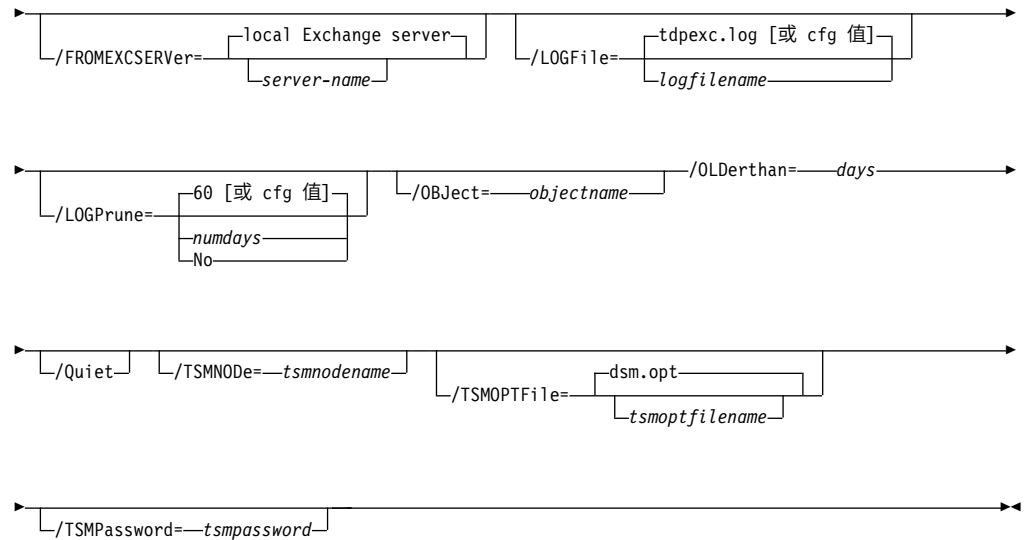 local Exchange server tdpexc.log [或 cfg 值]
/FROMEXCSERVer= server-name /LOGFile= logfilename
60 [或 cfg 值] /OBJect= objectname /OLDerthan= days
/LOGPrune= numdays
No
/Quiet /TSMNODe= tsmnodename dsm.opt
/TSMOPTFile= tsmoptfilename
/TSMPassword= tsmpassword